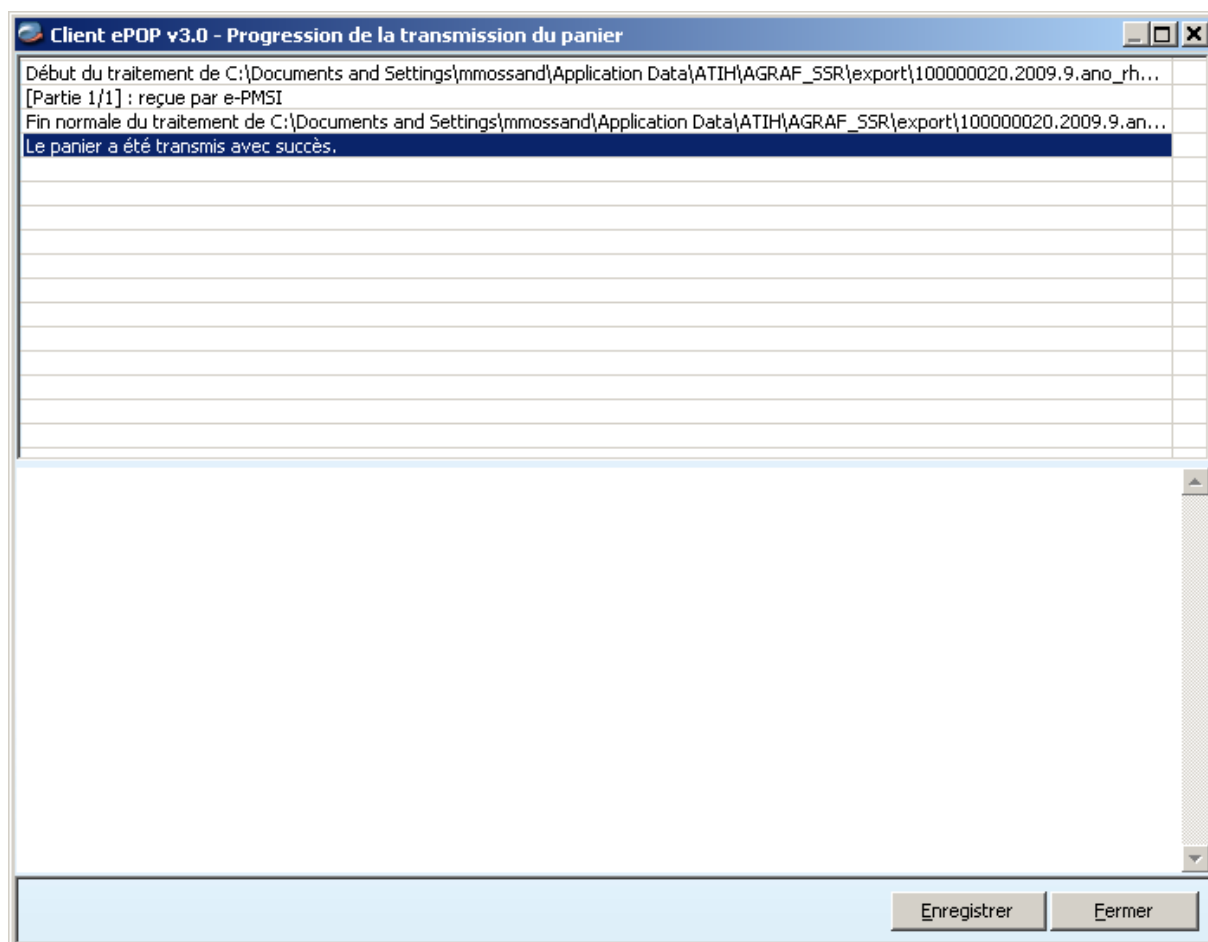 Client ePOP v3.0 - Progression de la transmission du panier
Début du traitement de C:\Documents and Settings\mmossand\Application Data\ATIH\AGRAF_SSR\export\100000020.2009.9.ano_rh...
[Partie 1/1] : reçue par e-PMSI
Fin normale du traitement de C:\Documents and Settings\mmossand\Application Data\ATIH\AGRAF_SSR\export\100000020.2009.9.an...
Le panier a été transmis avec succès.
Enregistrer
Fermer